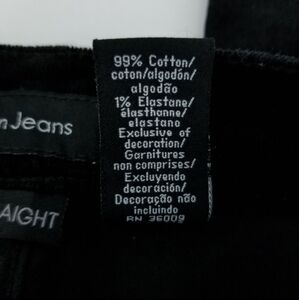 99% Cotton/
coton/algodón/
algodão
1% Elastane/
élasthanne/
elastano
Exclusive of
decoration/
Garnitures
non comprises/
Excluyendo
decoración/
Decoração não
incluindo
RN 36009
n Jeans
AIGHT